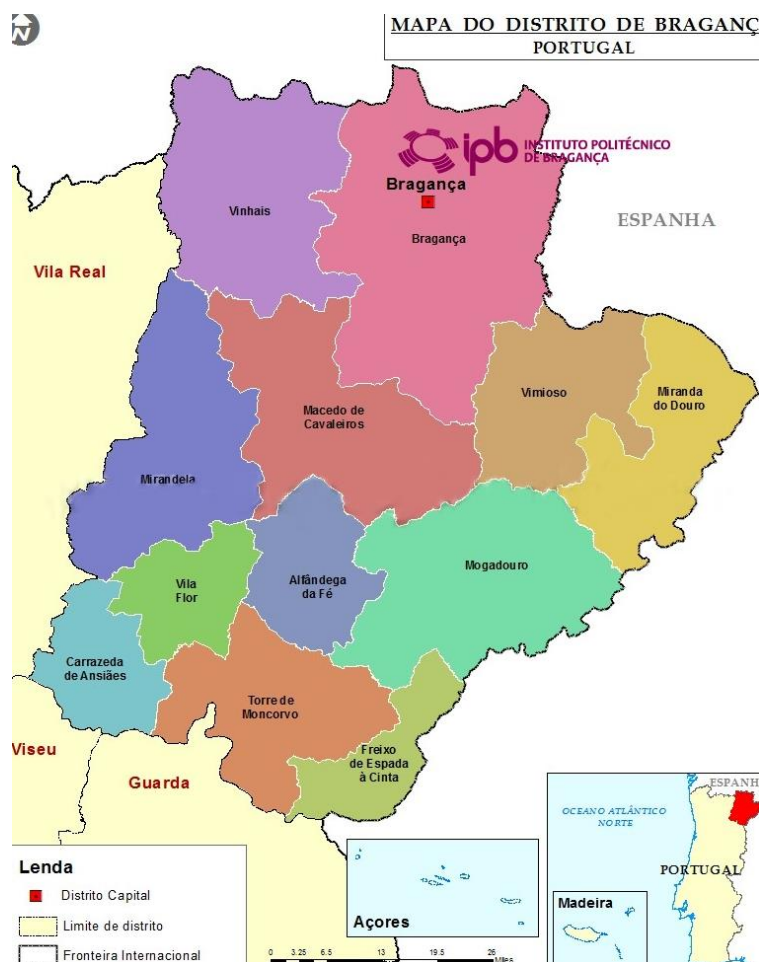 N
MAPA DO DISTRITO DE BRAGANÇ
PORTUGAL
ipb INSTITUTO POLITÉCNICO
DE BRAGANÇA
Bragança
Vinhais
Bragança
ESPANHA
Vila Real
Vimioso
Miranda
do Douro
Macedo de
Cavaleiros
Mirandela
Mogadouro
Vila
Flor
Alfândega
da Fé
Carrazeda
de Ansiães
Torre de
Moncorvo
Viseu
Guarda
Freixo
de Espada
à Cinta
Lenda
Distrito Capital
Limite de distrito
Fronteira Internacional
Açores
0 3.25 6.5 13 19.5 26
Miles
ESPANH
OCEANO ATLÂNTICO
NORTE
PORTUGAL
Madeira